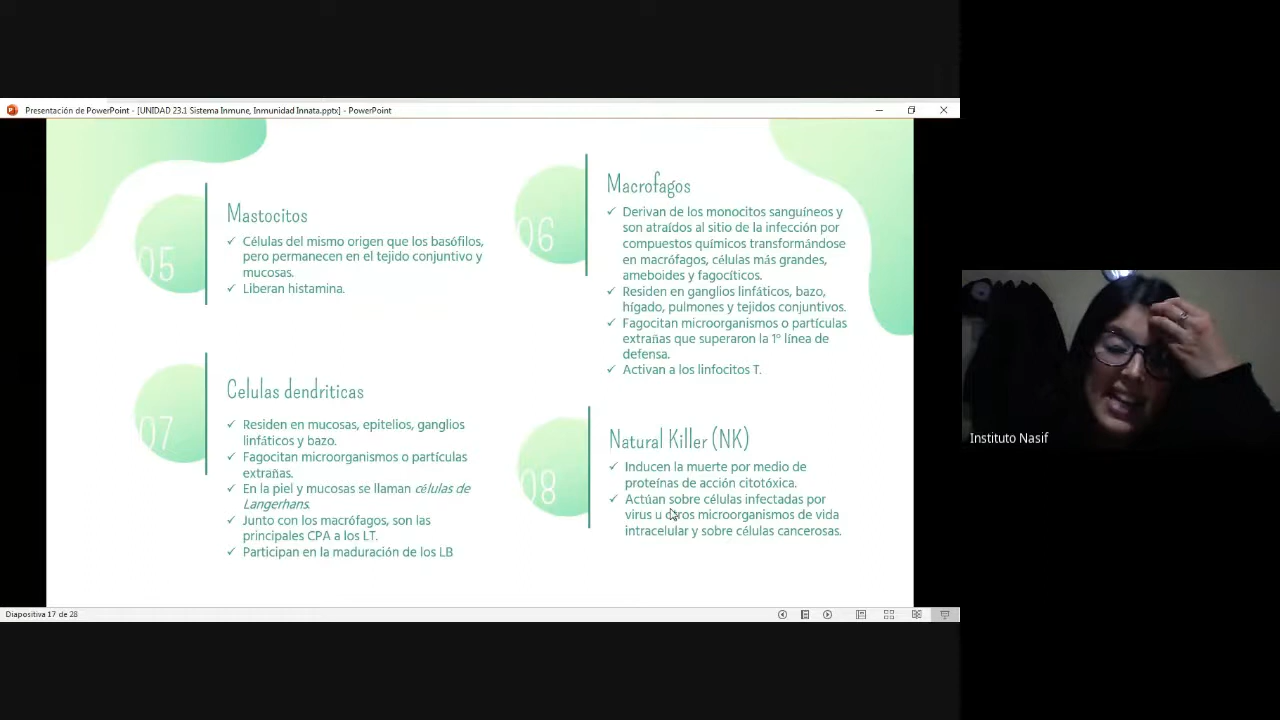 Presentación de PowerPoint - [UNIDAD 23.1 Sistema Inmune, Inmunidad Innata.pptx] - PowerPoint
05
Mastocitos
✓ Células del mismo origen que los basófilos,
pero permanecen en el tejido conjuntivo y
mucosas.
✓ Liberan histamina.
06
Macrofagos
✓ Derivan de los monocitos sanguíneos y
son atraídos al sitio de la infección por
compuestos químicos transformándose
en macrófagos, células más grandes,
ameboides y fagocíticos.
✓ Residen en ganglios linfáticos, bazo,
hígado, pulmones y tejidos conjuntivos.
✓ Fagocitan microorganismos o partículas
extrañas que superaron la 1° línea de
defensa.
✓ Activan a los linfocitos T.
07
Celulas dendriticas
✓ Residen en mucosas, epitelios, ganglios
linfáticos y bazo.
✓ Fagocitan microorganismos o partículas
extrañas.
✓ En la piel y mucosas se llaman células de
Langerhans.
✓ Junto con los macrófagos, son las
principales CPA a los LT.
✓ Participan en la maduración de los LB
08
Natural Killer (NK)
✓ Inducen la muerte por medio de
proteínas de acción citotóxica.
✓ Actúan sobre células infectadas por
virus u otros microorganismos de vida
intracelular y sobre células cancerosas.
Instituto Nasif
Diapositiva 17 de 28